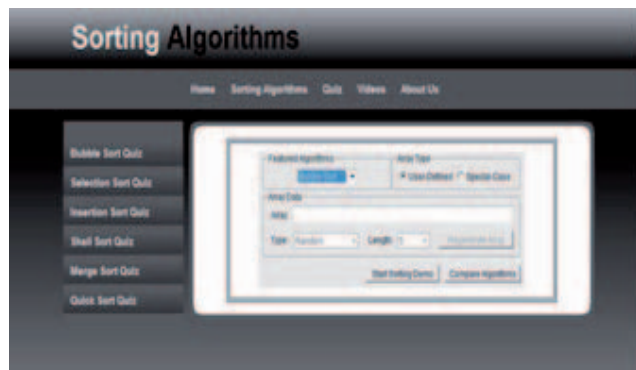 Sorting Algorithms
Home Sorting Algorithms Quiz Videos About Us
Bubble Sort Quiz
Selection Sort Quiz
Insertion Sort Quiz
Shell Sort Quiz
Merge Sort Quiz
Quick Sort Quiz
Featured Algorithms
Array Type
User-Defined Special Case
Array Data
Array
Type Random Length
Start Sorting Demo Compare Algorithms